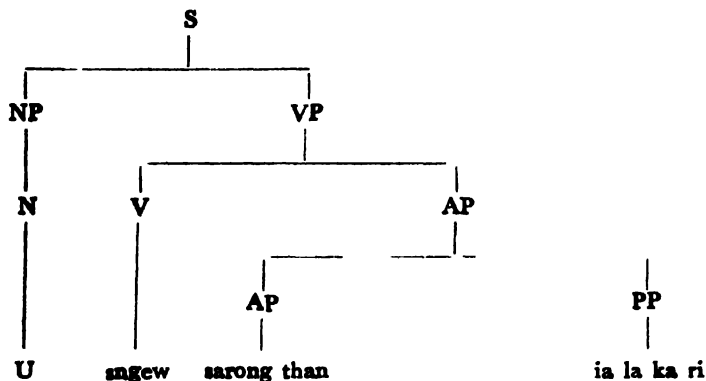 S
NP VP
N V AP
AP PP
U sngew sarong than ia la ka ri